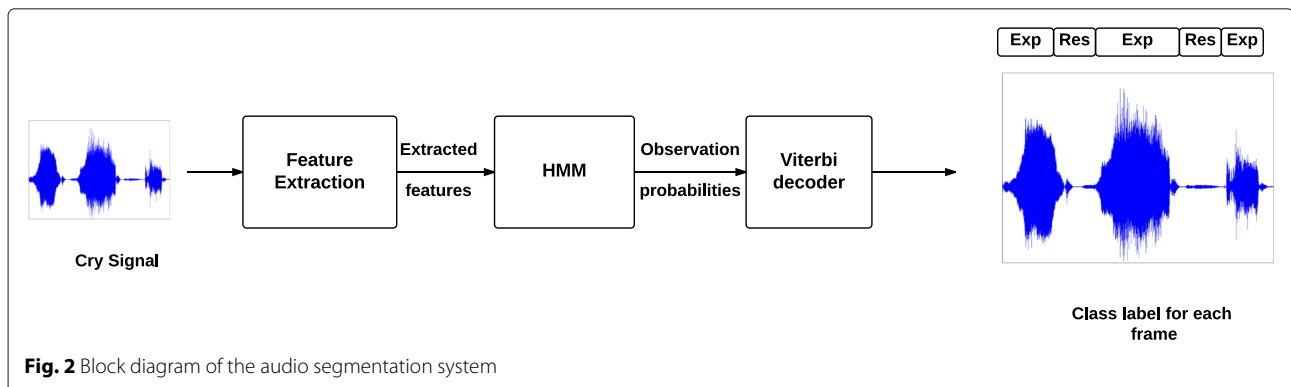 Exp Res Exp Res Exp
Cry Signal
Feature
Extraction
Extracted
features
HMM
Observation
probabilities
Viterbi
decoder
Class label for each
frame
Fig. 2 Block diagram of the audio segmentation system